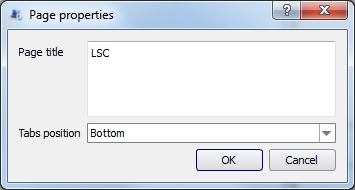 Page properties
Page title
LSC
Tabs position
Bottom
OK
Cancel